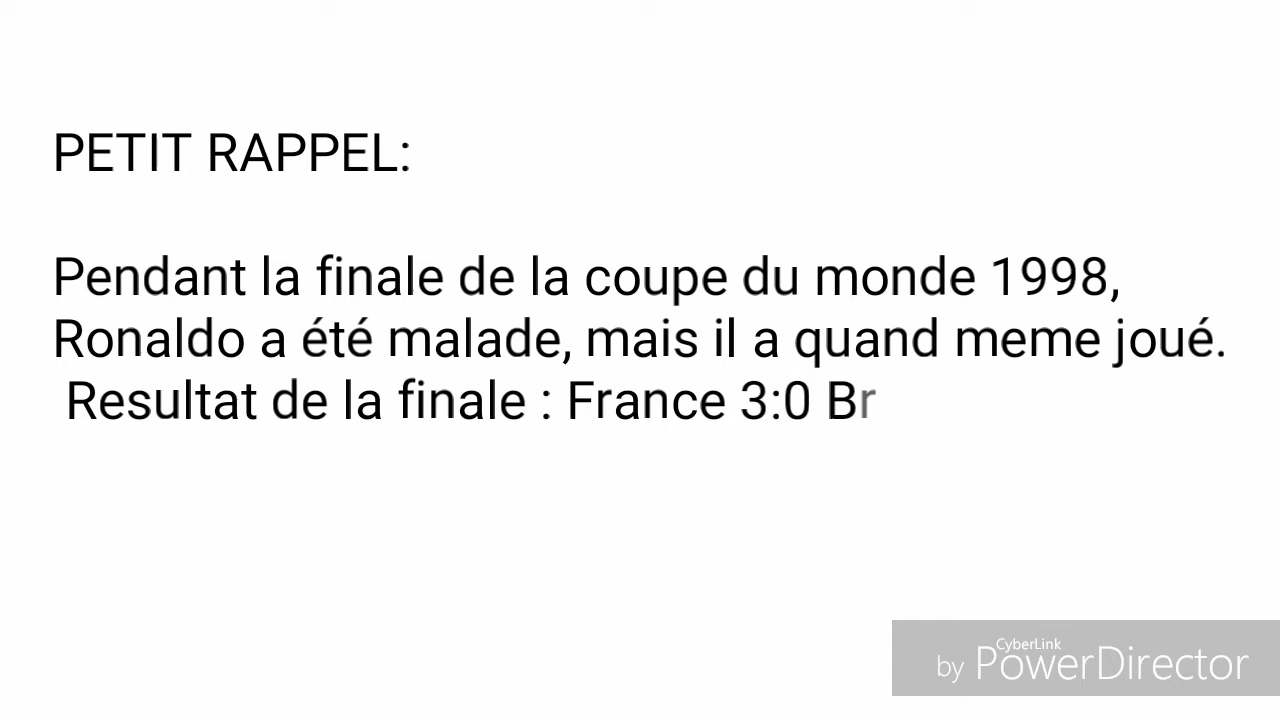 PETIT RAPPEL:
Pendant la finale de la coupe du monde 1998,
Ronaldo a été malade, mais il a quand meme joué.
Resultat de la finale : France 3:0 Br
CyberLink
by PowerDirector